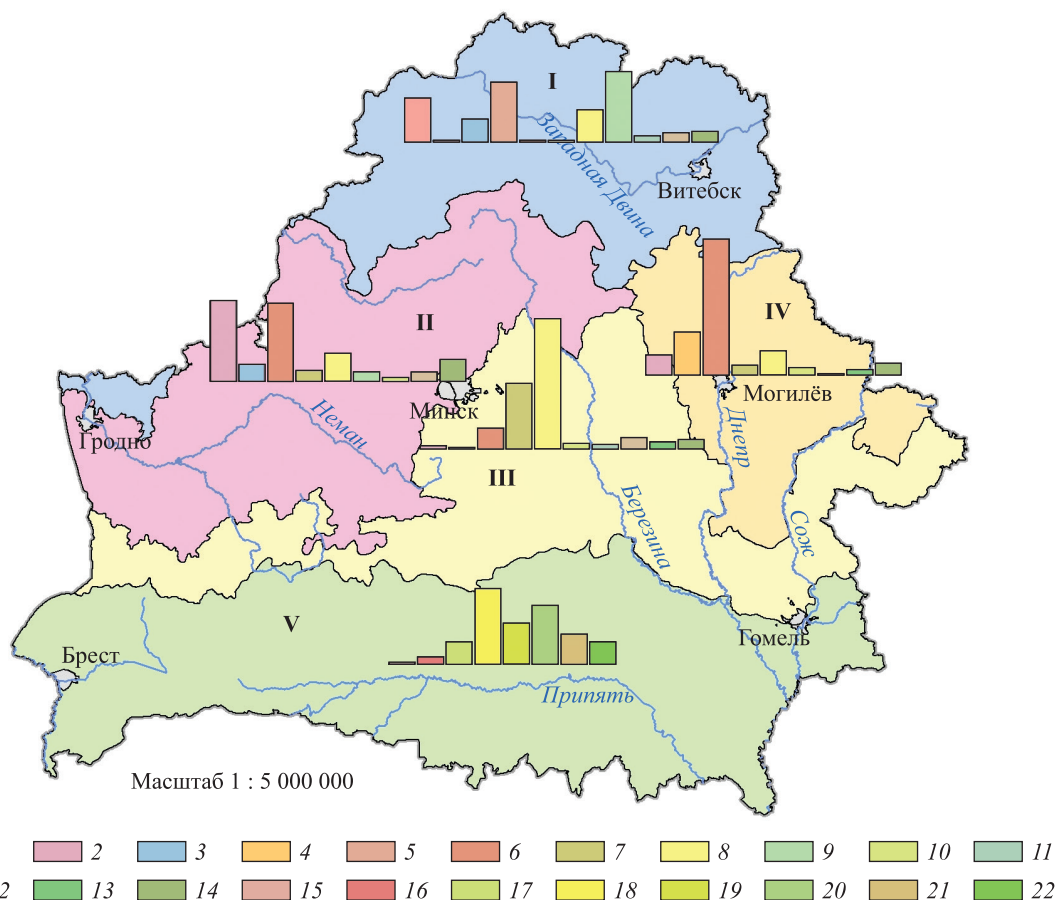 I
Западная Двина
Витебск
II
IV
Минск
Могилёв
Гродно
Неман
Днепр
III
Березина
Сож
V
Гомель
Брест
Припять
Масштаб 1 : 5 000 000
2 3 4 5 6 7 8 9 10 11
2 13 14 15 16 17 18 19 20 21 22